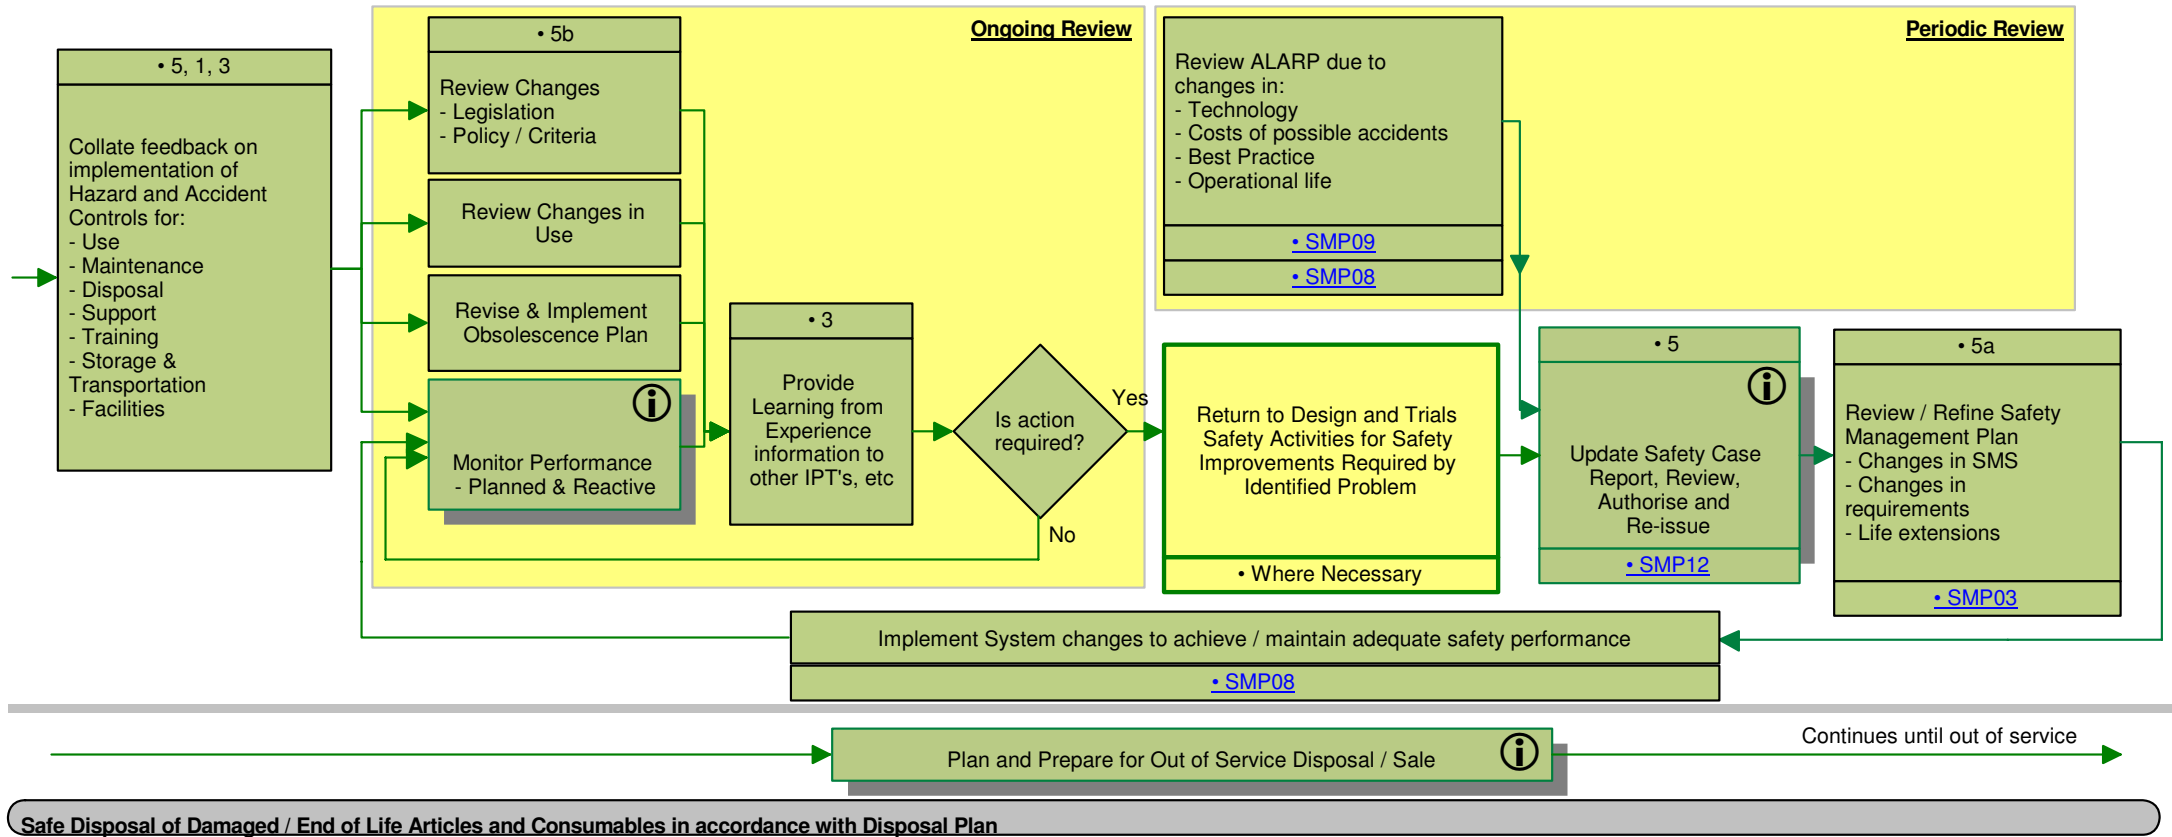 • 5, 1, 3
Collate feedback on
implementation of
Hazard and Accident
Controls for:
- Use
- Maintenance
- Disposal
- Support
- Training
- Storage &
Transportation
- Facilities
Ongoing Review
• 5b
Review Changes
- Legislation
- Policy / Criteria
Review Changes in
Use
Revise & Implement
Obsolescence Plan
Monitor Performance
- Planned & Reactive
• 3
Provide
Learning from
Experience
information to
other IPT's, etc
Is action
required?
Yes
No
Periodic Review
Review ALARP due to
changes in:
- Technology
- Costs of possible accidents
- Best Practice
- Operational life
• SMP09
• SMP08
Return to Design and Trials
Safety Activities for Safety
Improvements Required by
Identified Problem
• Where Necessary
• 5
Update Safety Case
Report, Review,
Authorise and
Re-issue
• SMP12
• 5a
Review / Refine Safety
Management Plan
- Changes in SMS
- Changes in
requirements
- Life extensions
• SMP03
Implement System changes to achieve / maintain adequate safety performance
• SMP08
Plan and Prepare for Out of Service Disposal / Sale
Continues until out of service
Safe Disposal of Damaged / End of Life Articles and Consumables in accordance with Disposal Plan